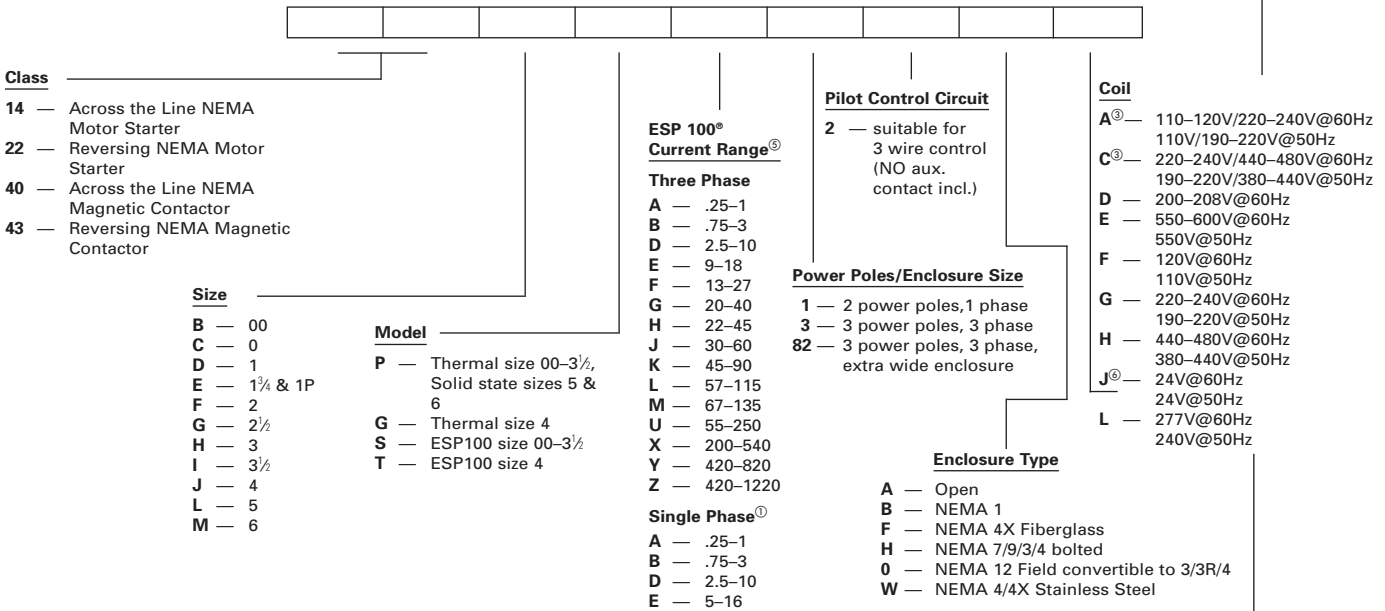 Class
14 — Across the Line NEMA
Motor Starter
22 — Reversing NEMA Motor
Starter
40 — Across the Line NEMA
Magnetic Contactor
43 — Reversing NEMA Magnetic
Contactor
Size
B — 00
C — 0
D — 1
E — 1¾ & 1P
F — 2
G — 2½
H — 3
I — 3½
J — 4
L — 5
M — 6
Model
P — Thermal size 00–3½,
Solid state sizes 5 &
6
G — Thermal size 4
S — ESP100 size 00–3½
T — ESP100 size 4
ESP 100®
Current Range⑤
Three Phase
A — .25–1
B — .75–3
D — 2.5–10
E — 9–18
F — 13–27
G — 20–40
H — 22–45
J — 30–60
K — 45–90
L — 57–115
M — 67–135
U — 55–250
X — 200–540
Y — 420–820
Z — 420–1220
Single Phase①
A — .25–1
B — .75–3
D — 2.5–10
E — 5–16
Power Poles/Enclosure Size
1 — 2 power poles,1 phase
3 — 3 power poles, 3 phase
82 — 3 power poles, 3 phase,
extra wide enclosure
Pilot Control Circuit
2 — suitable for
3 wire control
(NO aux.
contact incl.)
Enclosure Type
A — Open
B — NEMA 1
F — NEMA 4X Fiberglass
H — NEMA 7/9/3/4 bolted
0 — NEMA 12 Field convertible to 3/3R/4
W — NEMA 4/4X Stainless Steel
Coil
A③— 110–120V/220–240V@60Hz
110V/190–220V@50Hz
C③— 220–240V/440–480V@60Hz
190–220V/380–440V@50Hz
D — 200–208V@60Hz
E — 550–600V@60Hz
550V@50Hz
F — 120V@60Hz
110V@50Hz
G — 220–240V@60Hz
190–220V@50Hz
H — 440–480V@60Hz
380–440V@50Hz
J⑥— 24V@60Hz
24V@50Hz
L — 277V@60Hz
240V@50Hz